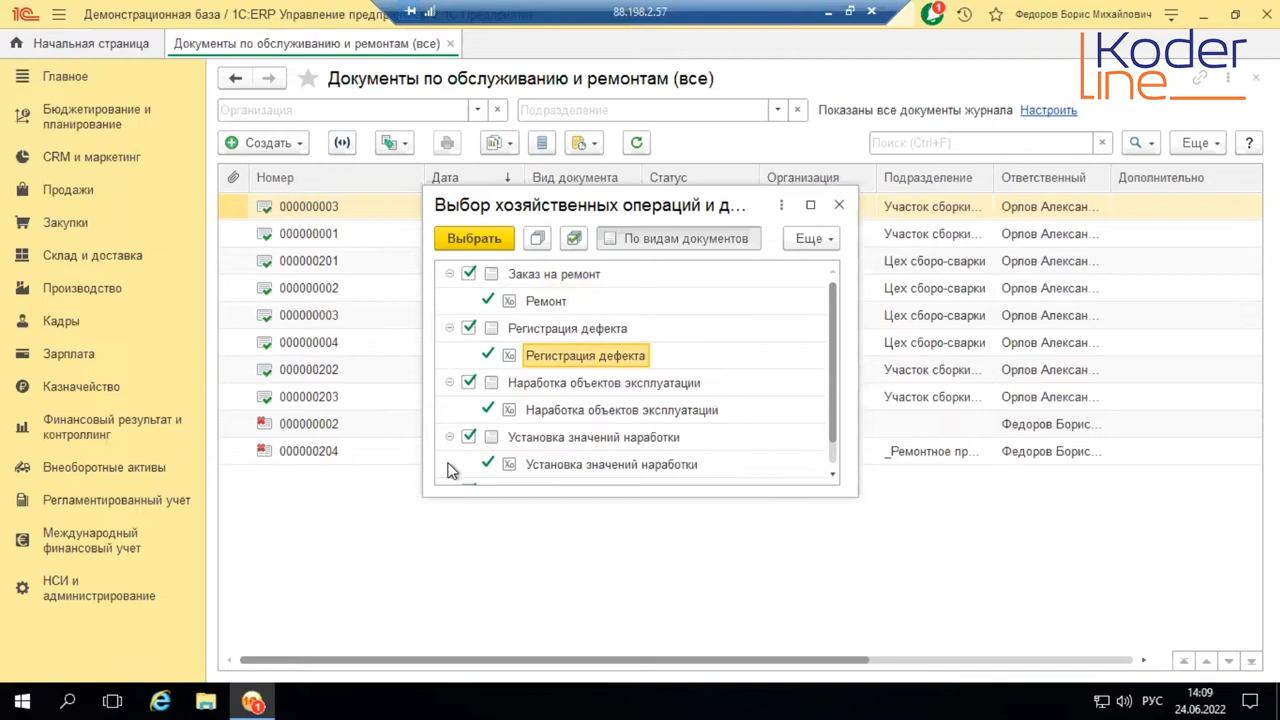 Демонстрационная база / 1С:ERP Управление предпр
88.198.2.57
1
Федоров Борис Михайлович
Начальная страница
Документы по обслуживанию и ремонтам (все)
Koder
line
Главное
Бюджетирование и
планирование
CRM и маркетинг
Продажи
Закупки
Склад и доставка
Производство
Кадры
Зарплата
Казначейство
Финансовый результат и
контроллинг
Внеоборотные активы
Регламентированный учет
Международный
финансовый учет
НСИ и
администрирование
Документы по обслуживанию и ремонтам (все)
Организация
Подразделение
Показаны все документы журнала Настроить
Создать
Поиск (Ctrl+F)
Еще
?
Номер
Дата
Вид документа
Статус
Организация
Подразделение
Ответственный
Дополнительно
000000003
Участок сборки...
Орлов Алексан...
000000001
Участок сборки...
Орлов Алексан...
000000201
Цех сборо-сварки
Орлов Алексан...
000000002
Цех сборо-сварки
Орлов Алексан...
000000003
Цех сборо-сварки
Орлов Алексан...
000000004
Цех сборо-сварки
Орлов Алексан...
000000202
Участок сборки...
Орлов Алексан...
000000203
Участок сборки...
Орлов Алексан...
000000002
Федоров Борис...
000000204
_Ремонтное пр...
Федоров Борис...
Выбор хозяйственных операций и д...
Выбрать
По видам документов
Еще
Заказ на ремонт
Ремонт
Регистрация дефекта
Регистрация дефекта
Наработка объектов эксплуатации
Наработка объектов эксплуатации
Установка значений наработки
Установка значений наработки
РУС
14:09
24.06.2022